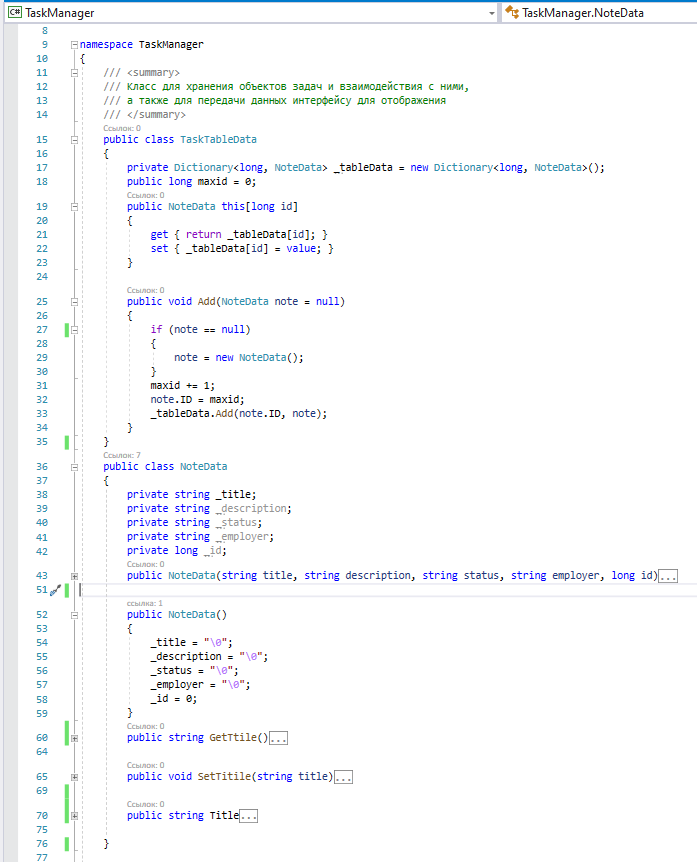 C# TaskManager TaskManager.NoteData
8
9 namespace TaskManager
10 {
11 /// <summary>
12 /// Класс для хранения объектов задач и взаимодействия с ними,
13 /// а также для передачи данных интерфейсу для отображения
14 /// </summary>
Ссылок: 0
15 public class TaskTableData
16 {
17 private Dictionary<long, NoteData> _tableData = new Dictionary<long, NoteData>();
18 public long maxid = 0;
Ссылок: 0
19 public NoteData this[long id]
20 {
21 get { return _tableData[id]; }
22 set { _tableData[id] = value; }
23 }
24
Ссылок: 0
25 public void Add(NoteData note = null)
26 {
27 if (note == null)
28 {
29 note = new NoteData();
30 }
31 maxid += 1;
32 note.ID = maxid;
33 _tableData.Add(note.ID, note);
34 }
35 }
Ссылок: 7
36 public class NoteData
37 {
38 private string _title;
39 private string _description;
40 private string _status;
41 private string _employer;
42 private long _id;
Ссылок: 0
43 public NoteData(string title, string description, string status, string employer, long id)...
51
ссылка: 1
52 public NoteData()
53 {
54 _title = "\0";
55 _description = "\0";
56 _status = "\0";
57 _employer = "\0";
58 _id = 0;
59 }
Ссылок: 0
60 public string GetTtile()...
64
Ссылок: 0
65 public void SetTitile(string title)...
69
Ссылок: 0
70 public string Title...
75
76 }
77